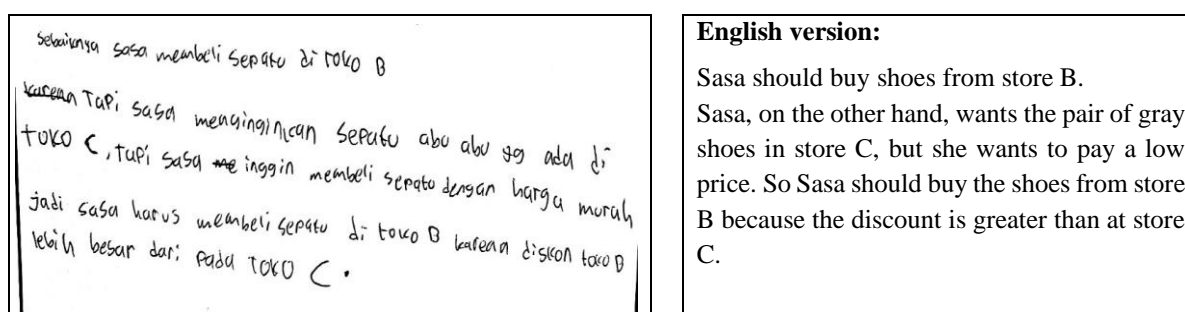 Sebaiknya sasa membeli sepatu di toko B
karena Tapi sasa menginginkan sepatu abu abu yg ada di
toko C, tapi sasa me inggin membeli sepatu dengan harga murah
jadi sasa harus membeli sepatu di toko B karena diskon toko B
lebih besar dari pada TOKO C.
English version:
Sasa should buy shoes from store B.
Sasa, on the other hand, wants the pair of gray
shoes in store C, but she wants to pay a low
price. So Sasa should buy the shoes from store
B because the discount is greater than at store
C.